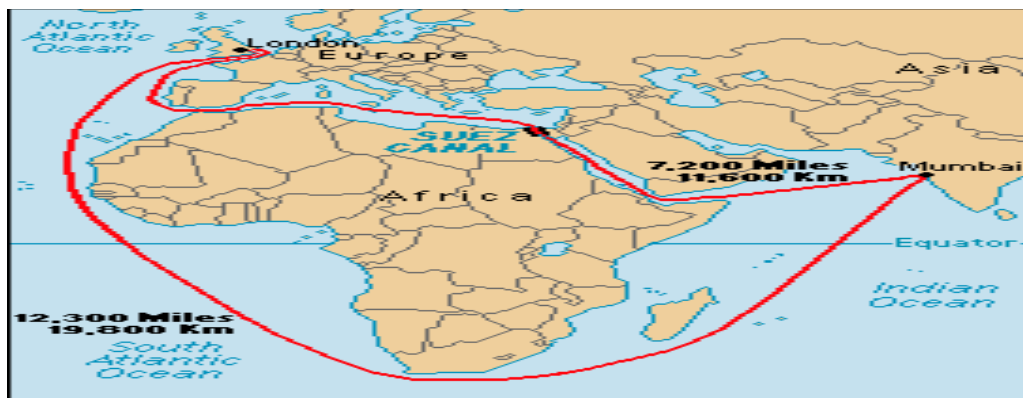 North
Atlantic
Ocean
London
Europe
Asia
SUEZ
CANAL
7.200 Miles
11.600 Km
Mumbai
Africa
Equator
Indian
Ocean
12.300 Miles
19.800 Km
South
Atlantic
Ocean